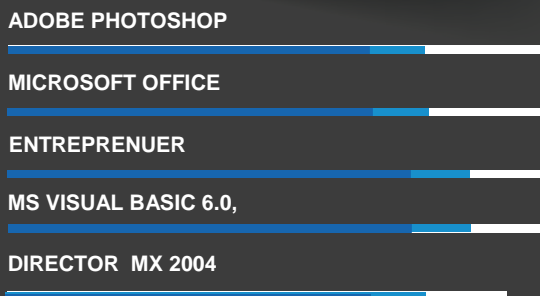 ADOBE PHOTOSHOP
MICROSOFT OFFICE
ENTREPRENUER
MS VISUAL BASIC 6.0,
DIRECTOR  MX 2004